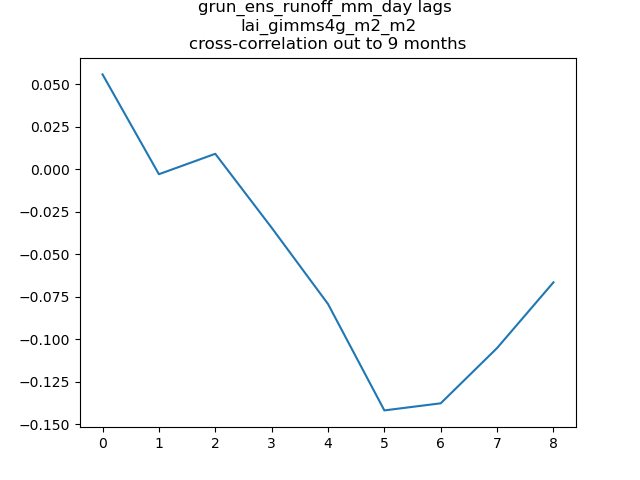 grun_ens_runoff_mm_day lags
lai_gimms4g_m2_m2
cross-correlation out to 9 months
0.050
0.025
0.000
−0.025
−0.050
−0.075
−0.100
−0.125
−0.150
0 1 2 3 4 5 6 7 8